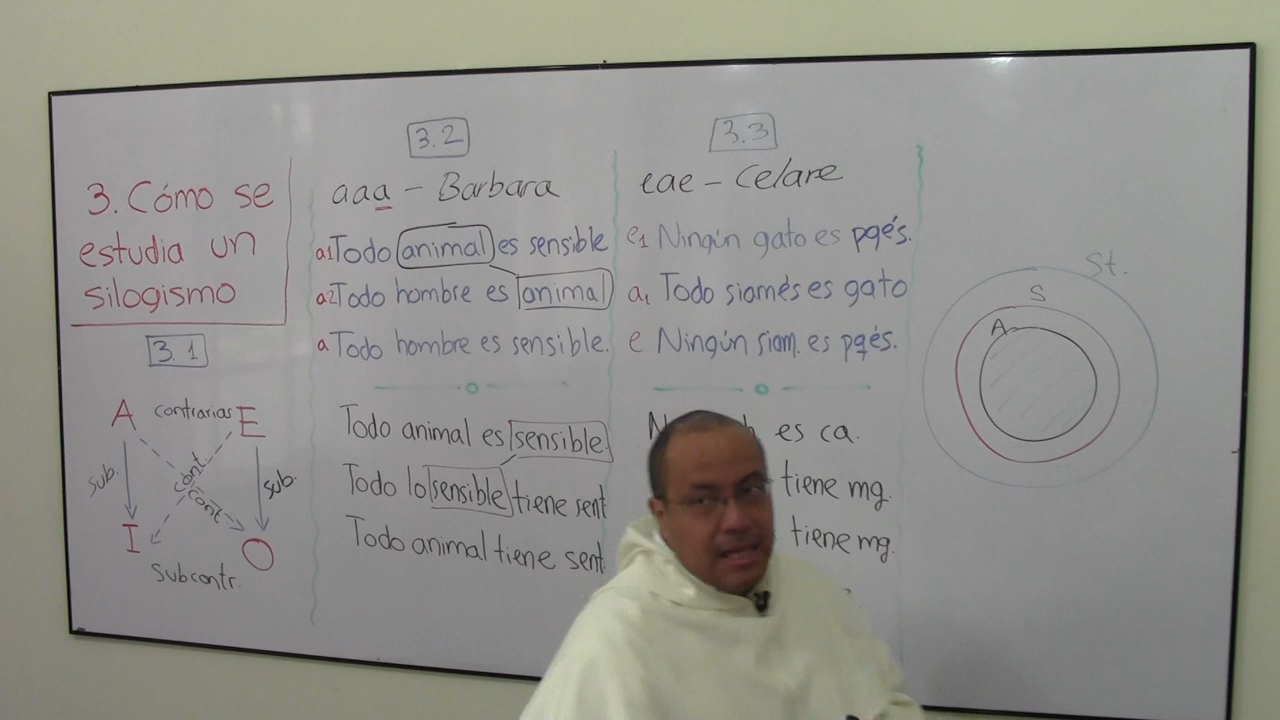 3. Cómo se
estudia un
silogismo
3.1
A contrarias E
sub. cont. cont. sub.
I O
Subcontr.
3.2
aaa - Barbara
a1 Todo animal es sensible
a2 Todo hombre es animal
a Todo hombre es sensible.
Todo animal es sensible.
Todo lo sensible tiene sent
Todo animal tiene sent.
3.3
eae - Celare
e1 Ningún gato es pqés.
a1 Todo siamés es gato
e Ningún siam. es pqés.
es ca.
tiene mg.
tiene mg.
St.
S
A